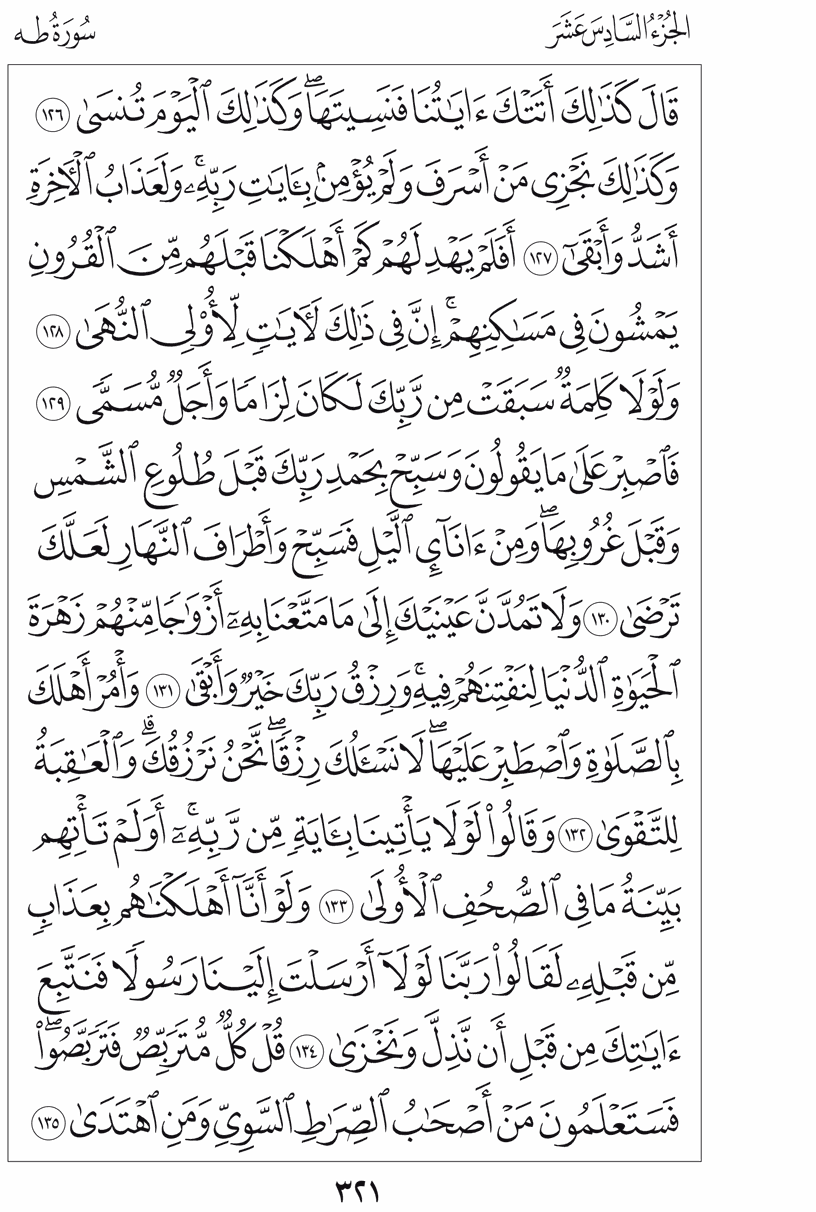 الجُزْءُ السَّادِسَ عَشَرَ
سُورَةُ طه
قَالَ كَذَٰلِكَ أَتَتْكَ ءَايَٰتُنَا فَنَسِيتَهَاۖ وَكَذَٰلِكَ ٱلْيَوْمَ تُنسَىٰ ١٢٦
وَكَذَٰلِكَ نَجْزِى مَنْ أَسْرَفَ وَلَمْ يُؤْمِنۢ بِـَٔايَٰتِ رَبِّهِۦۚ وَلَعَذَابُ ٱلْأَخِرَةِ
أَشَدُّ وَأَبْقَىٰٓ ١٢٧ أَفَلَمْ يَهْدِ لَهُمْ كَمْ أَهْلَكْنَا قَبْلَهُم مِّنَ ٱلْقُرُونِ
يَمْشُونَ فِى مَسَٰكِنِهِمْۚ إِنَّ فِى ذَٰلِكَ لَأٓيَٰتٍ لِّأُو۟لِى ٱلنُّهَىٰ ١٢٨
وَلَوْلَا كَلِمَةٌ سَبَقَتْ مِن رَّبِّكَ لَكَانَ لِزَامًا وَأَجَلٌ مُّسَمًّى ١٢٩
فَٱصْبِرْ عَلَىٰ مَا يَقُولُونَ وَسَبِّحْ بِحَمْدِ رَبِّكَ قَبْلَ طُلُوعِ ٱلشَّمْسِ
وَقَبْلَ غُرُوبِهَاۖ وَمِنْ ءَانَآئِ ٱلَّيْلِ فَسَبِّحْ وَأَطْرَافَ ٱلنَّهَارِ لَعَلَّكَ
تَرْضَىٰ ١٣٠ وَلَا تَمُدَّنَّ عَيْنَيْكَ إِلَىٰ مَا مَتَّعْنَا بِهِۦٓ أَزْوَٰجًا مِّنْهُمْ زَهْرَةَ
ٱلْحَيَوٰةِ ٱلدُّنْيَا لِنَفْتِنَهُمْ فِيهِۚ وَرِزْقُ رَبِّكَ خَيْرٌ وَأَبْقَىٰ ١٣١ وَأْمُرْ أَهْلَكَ
بِٱلصَّلَوٰةِ وَٱصْطَبِرْ عَلَيْهَاۖ لَا نَسْـَٔلُكَ رِزْقًاۖ نَّحْنُ نَرْزُقُكَۗ وَٱلْعَٰقِبَةُ
لِلتَّقْوَىٰ ١٣٢ وَقَالُوا۟ لَوْلَا يَأْتِينَا بِـَٔايَةٍ مِّن رَّبِّهِۦٓۚ أَوَلَمْ تَأْتِهِم
بَيِّنَةُ مَا فِى ٱلصُّحُفِ ٱلْأُولَىٰ ١٣٣ وَلَوْ أَنَّآ أَهْلَكْنَٰهُم بِعَذَابٍ
مِّن قَبْلِهِۦ لَقَالُوا۟ رَبَّنَا لَوْلَآ أَرْسَلْتَ إِلَيْنَا رَسُولًا فَنَتَّبِعَ
ءَايَٰتِكَ مِن قَبْلِ أَن نَّذِلَّ وَنَخْزَىٰ ١٣٤ قُلْ كُلٌّ مُّتَرَبِّصٌ فَتَرَبَّصُوا۟ۖ
فَسَتَعْلَمُونَ مَنْ أَصْحَٰبُ ٱلصِّرَٰطِ ٱلسَّوِىِّ وَمَنِ ٱهْتَدَىٰ ١٣٥
٣٢١